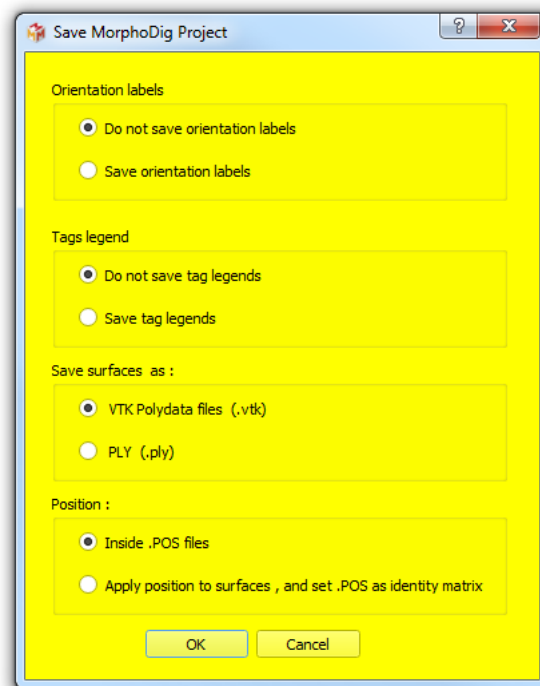 Save MorphoDig Project
Orientation labels
Do not save orientation labels
Save orientation labels
Tags legend
Do not save tag legends
Save tag legends
Save surfaces as :
VTK Polydata files (.vtk)
PLY (.ply)
Position :
Inside .POS files
Apply position to surfaces , and set .POS as identity matrix
OK Cancel